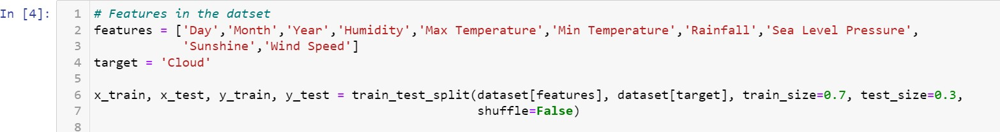 In [4]:
1 # Features in the datset
2 features = ['Day','Month','Year','Humidity','Max Temperature','Min Temperature','Rainfall','Sea Level Pressure',
3             'Sunshine','Wind Speed']
4 target = 'Cloud'
5
6 x_train, x_test, y_train, y_test = train_test_split(dataset[features], dataset[target], train_size=0.7, test_size=0.3,
7                                                     shuffle=False)
8